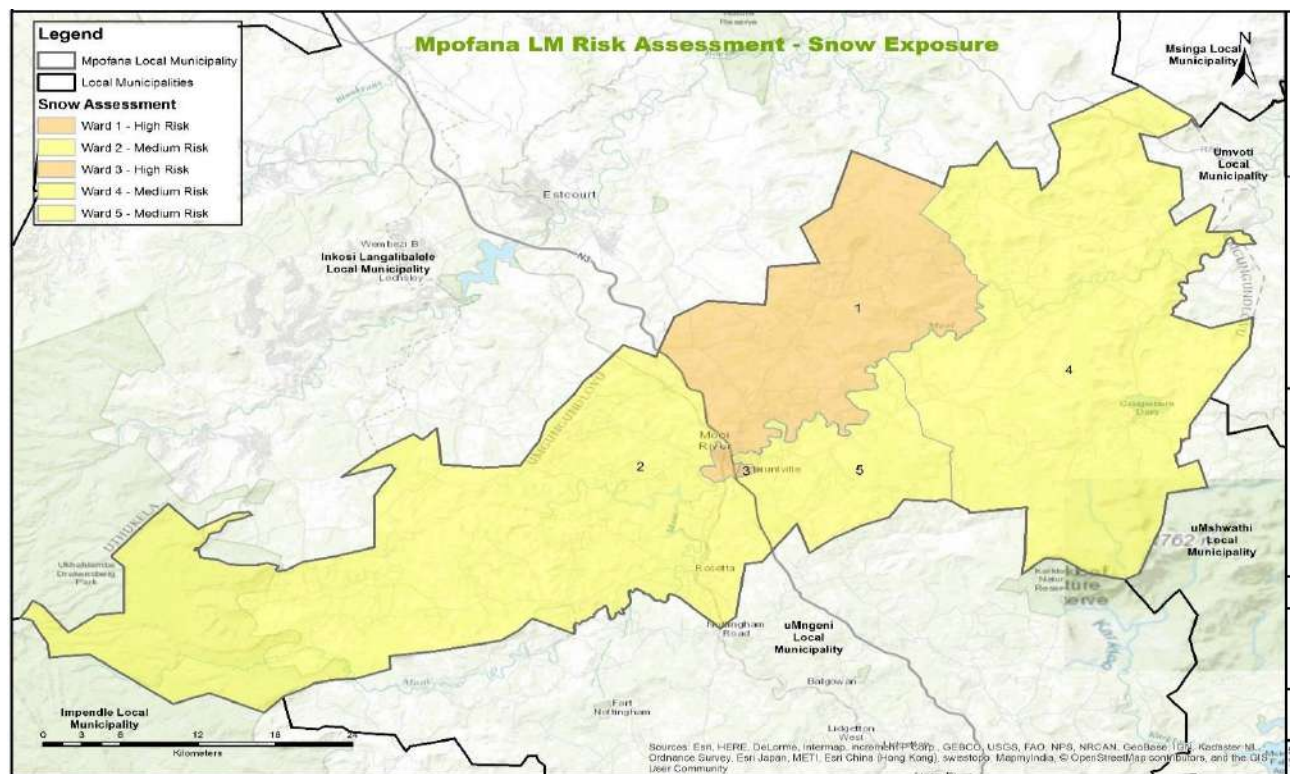 Mpofana LM Risk Assessment - Snow Exposure
Legend
Mpofana Local Municipality
Local Municipalities
Snow Assessment
Ward 1 - High Risk
Ward 2 - Medium Risk
Ward 3 - High Risk
Ward 4 - Medium Risk
Ward 5 - Medium Risk
N
Msinga Local
Municipality
Umvoti
Local
Municipality
Estcourt
Wembezi B
Inkosi Langalibalele
Local Municipality
N3
1
4
2
Mooi
River
3
5
Rosetta
UTHUKELA
Ukhahlamba
Drakensberg
Park
uMshwathi
Local
Municipality
Nottingham
Road
uMngeni
Local
Municipality
Balgowan
Fort
Nottingham
Lidgetton
West
Karkloof
Impendle Local
Municipality
0 3 6 12 18 24
Kilometers
Sources: Esri, HERE, DeLorme, Intermap, increment P Corp., GEBCO, USGS, FAO, NPS, NRCAN, GeoBase, IGN, Kadaster NL,
Ordnance Survey, Esri Japan, METI, Esri China (Hong Kong), swisstopo, MapmyIndia, © OpenStreetMap contributors, and the GIS
User Community